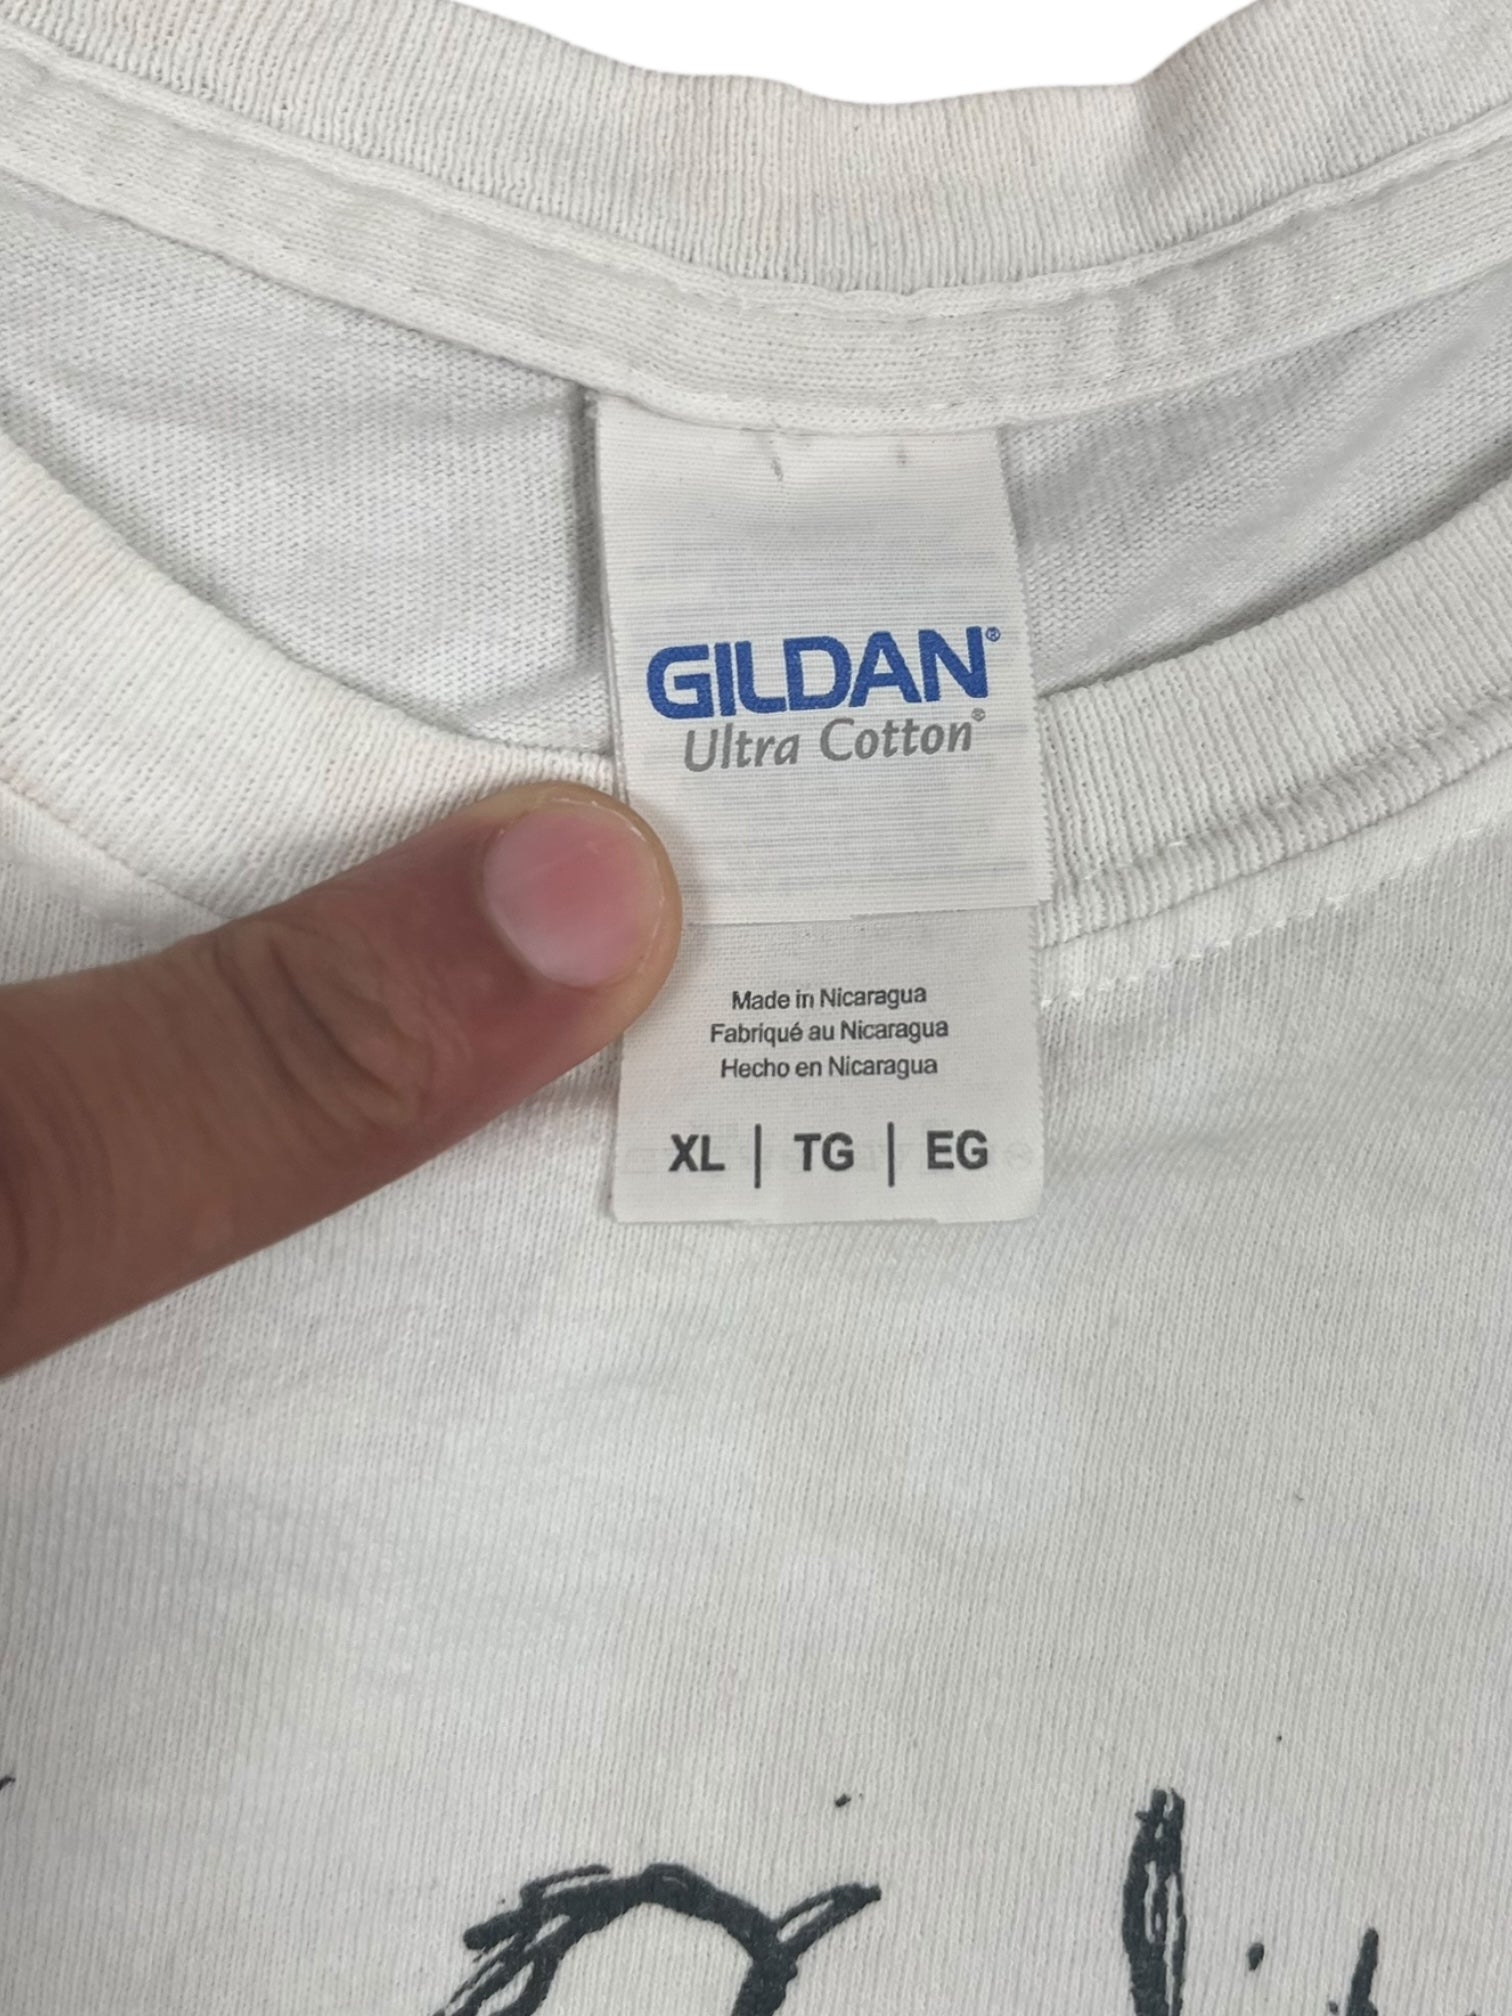 GILDAN®
Ultra Cotton®
Made in Nicaragua
Fabriqué au Nicaragua
Hecho en Nicaragua
XL | TG | EG